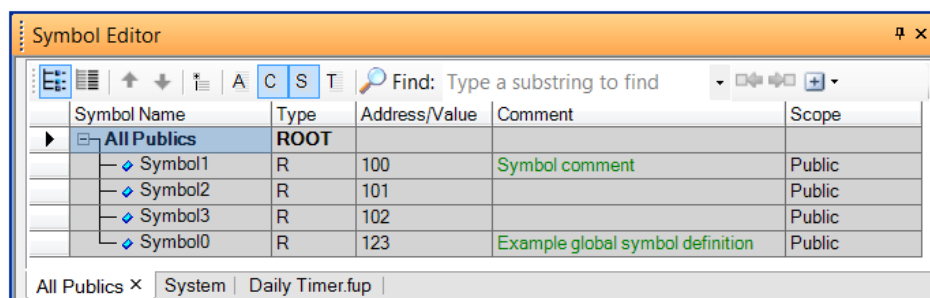 Symbol Editor
A C S T Find: Type a substring to find
Symbol Name Type Address/Value Comment Scope
All Publics ROOT
Symbol1 R 100 Symbol comment Public
Symbol2 R 101 Public
Symbol3 R 102 Public
Symbol0 R 123 Example global symbol definition Public
All Publics × System Daily Timer.fup